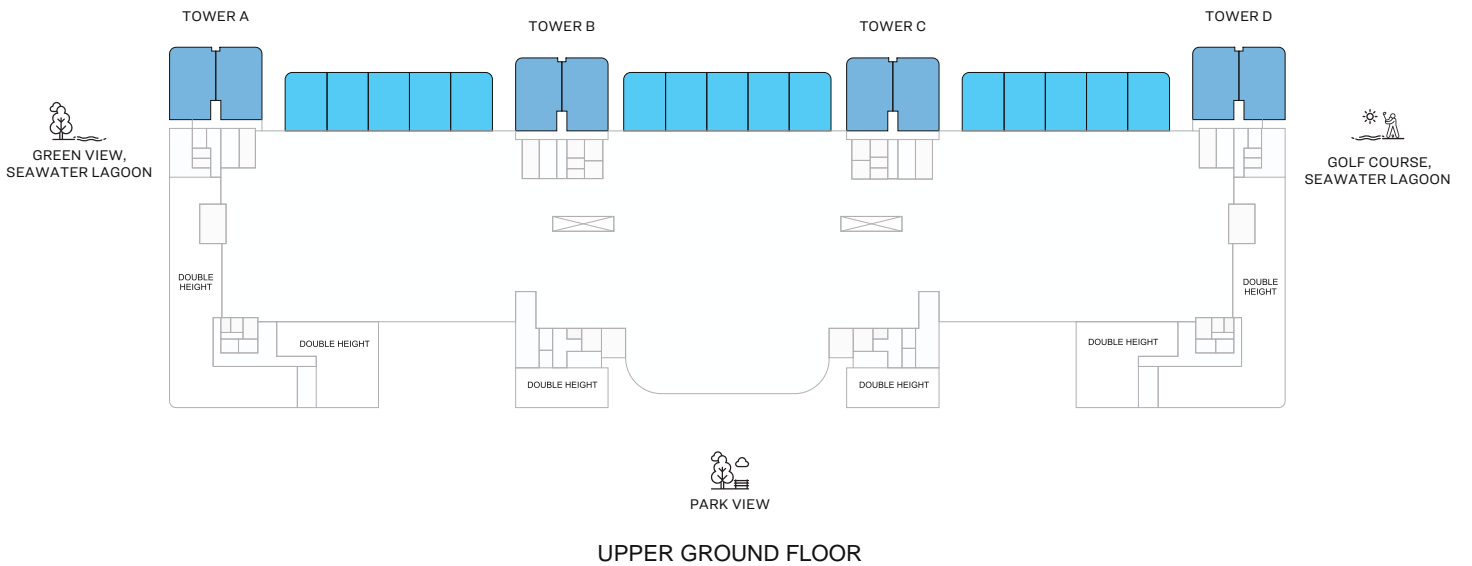 TOWER A
TOWER B
TOWER C
TOWER D
GREEN VIEW,
SEAWATER LAGOON
GOLF COURSE,
SEAWATER LAGOON
DOUBLE
HEIGHT
DOUBLE
HEIGHT
DOUBLE HEIGHT
DOUBLE HEIGHT
DOUBLE HEIGHT
DOUBLE HEIGHT
PARK VIEW
UPPER GROUND FLOOR